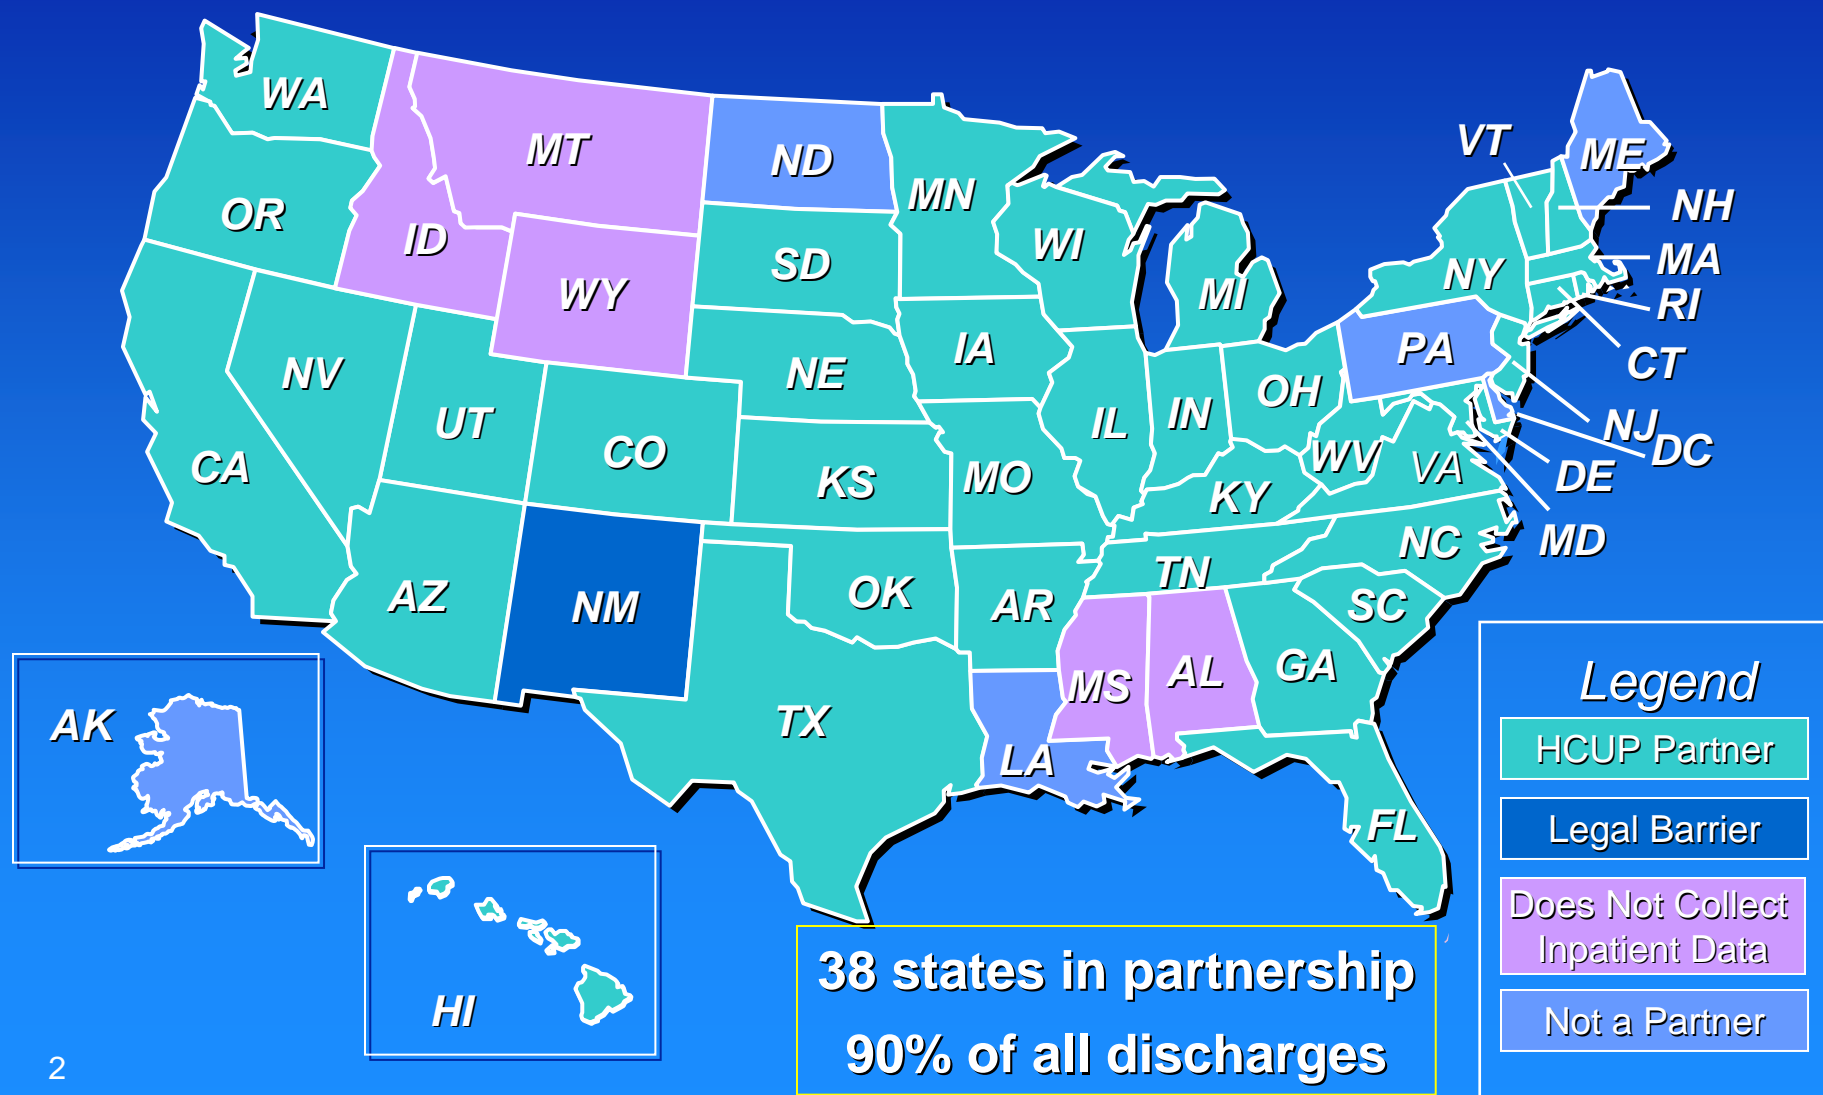 WA
MT
ND
MN
VT
ME
OR
ID
WY
SD
WI
MI
NY
NH
MA
RI
CT
NJ
DC
DE
MD
NV
UT
CO
NE
IA
IL
IN
OH
PA
CA
KS
MO
KY
WV
VA
AZ
NM
OK
AR
TN
NC
SC
TX
LA
MS
AL
GA
FL
AK
HI
Legend
HCUP Partner
Legal Barrier
Does Not Collect
Inpatient Data
Not a Partner
38 states in partnership
90% of all discharges
2